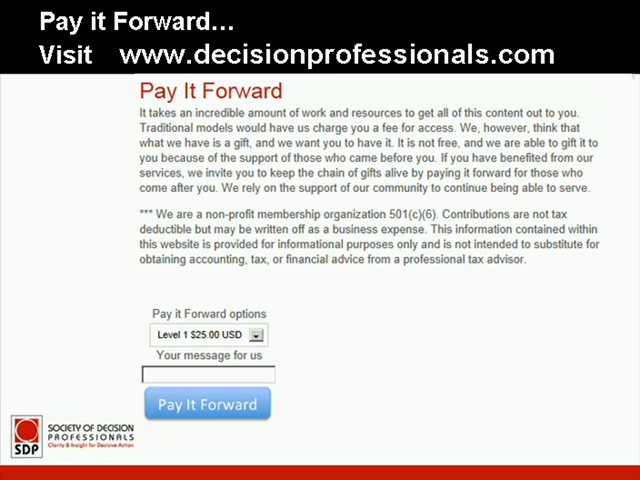 Pay it Forward...
Visit www.decisionprofessionals.com
Pay It Forward
It takes an incredible amount of work and resources to get all of this content out to you.
Traditional models would have us charge you a fee for access. We, however, think that
what we have is a gift, and we want you to have it. It is not free, and we are able to gift it to
you because of the support of those who came before you. If you have benefited from our
services, we invite you to keep the chain of gifts alive by paying it forward for those who
come after you. We rely on the support of our community to continue being able to serve.
*** We are a non-profit membership organization 501(c)(6). Contributions are not tax
deductible but may be written off as a business expense. This information contained within
this website is provided for informational purposes only and is not intended to substitute for
obtaining accounting, tax, or financial advice from a professional tax advisor.
Pay it Forward options
Level 1 $25.00 USD
Your message for us
Pay It Forward
SDP
SOCIETY OF DECISION
PROFESSIONALS
Clarity & Insight for Decisive Action